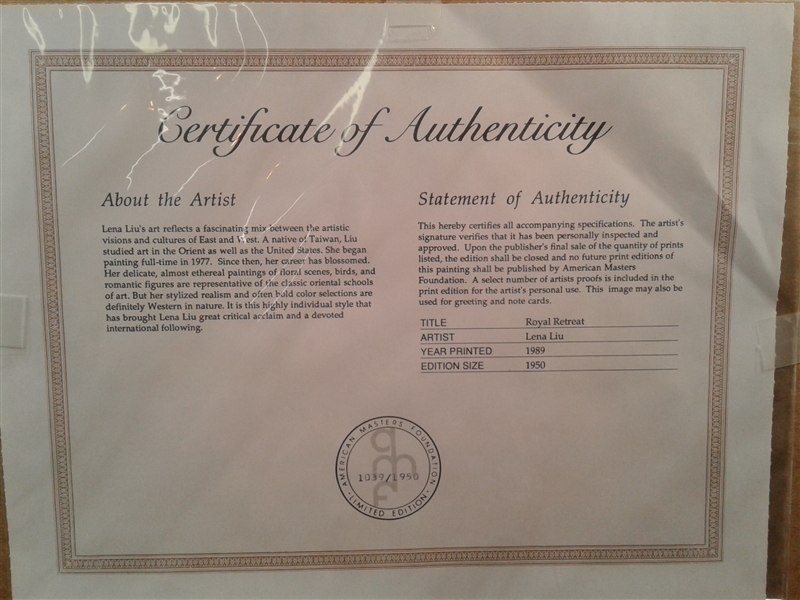 Certificate of Authenticity
About the Artist
Lena Liu's art reflects a fascinating mix between the artistic
visions and cultures of East and West. A native of Taiwan, Liu
studied art in the Orient as well as the United States. She began
painting full-time in 1977. Since then, her career has blossomed.
Her delicate, almost ethereal paintings of floral scenes, birds, and
romantic figures are representative of the classic oriental schools
of art. But her stylized realism and often bold color selections are
definitely Western in nature. It is this highly individual style that
has brought Lena Liu great critical acclaim and a devoted
international following.
Statement of Authenticity
This hereby certifies all accompanying specifications. The artist's
signature verifies that it has been personally inspected and
approved. Upon the publisher's final sale of the quantity of prints
listed, the edition shall be closed and no future print editions of
this painting shall be published by American Masters
Foundation. A select number of artists proofs is included in the
print edition for the artist's personal use. This image may also be
used for greeting and note cards.
TITLE Royal Retreat
ARTIST Lena Liu
YEAR PRINTED 1989
EDITION SIZE 1950
AMERICAN MASTERS FOUNDATION
amf
1039/1950
LIMITED EDITION